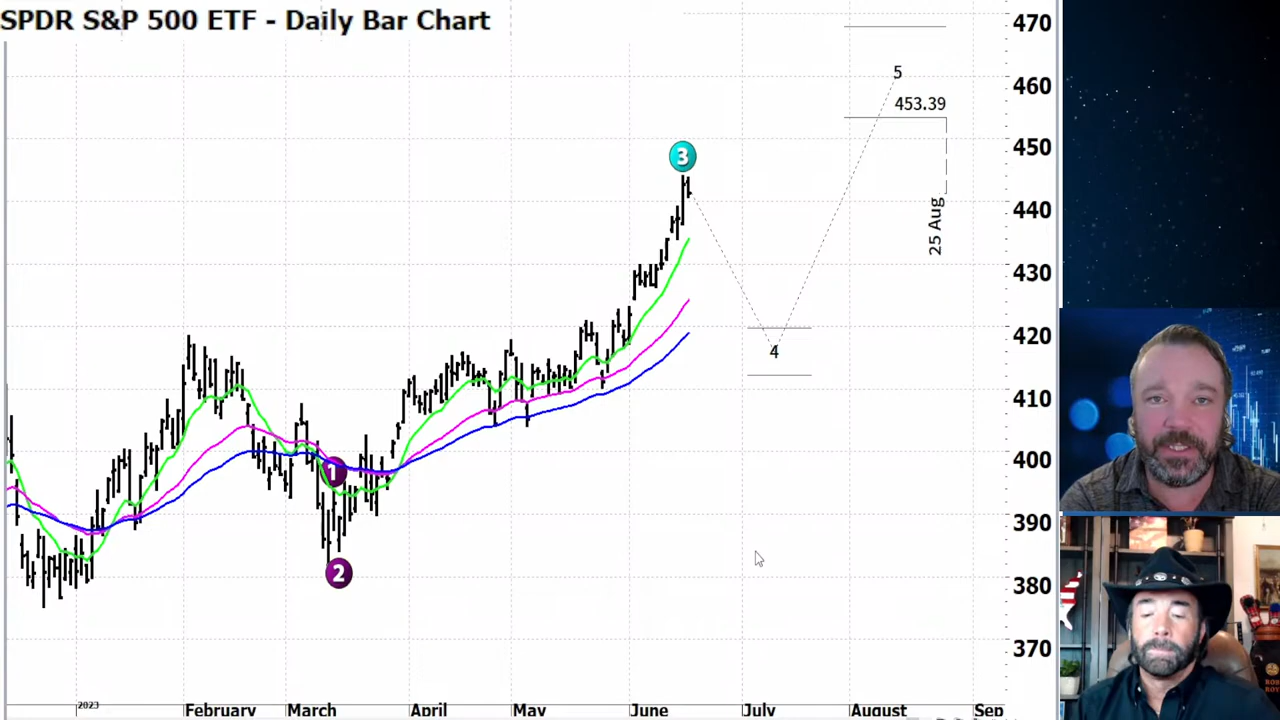 SPDR S&P 500 ETF - Daily Bar Chart
470
5
460
453.39
3
450
25 Aug
440
430
420
4
410
1
400
390
2
380
370
2023
February
March
April
May
June
July
August
Sep